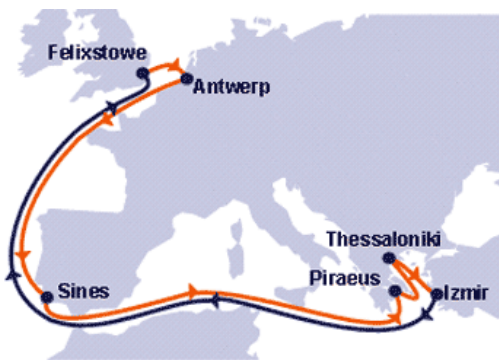 Felixstowe
Antwerp
Thessaloniki
Piraeus
Izmir
Sines